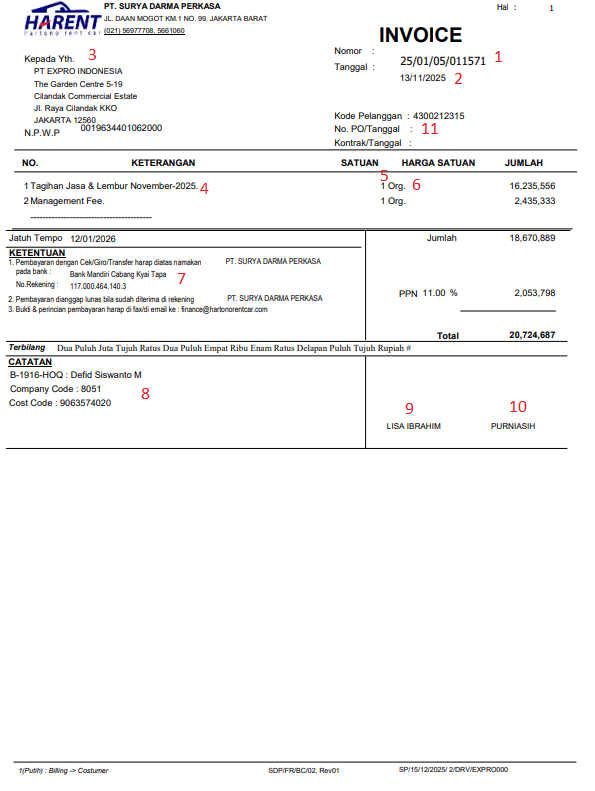 HARENT
hartono rent car
PT. SURYA DARMA PERKASA
JL. DAAN MOGOT KM.1 NO. 99. JAKARTA BARAT
(021) 56977708, 5661060
Hal : 1
INVOICE
Nomor :
25/01/05/011571 1
Tanggal :
13/11/2025 2
Kepada Yth. 3
PT EXPRO INDONESIA
The Garden Centre 5-19
Cilandak Commercial Estate
Jl. Raya Cilandak KKO
JAKARTA 12560
N.P.W.P 0019634401062000
Kode Pelanggan : 4300212315
No. PO/Tanggal : 11
Kontrak/Tanggal :
NO. KETERANGAN SATUAN HARGA SATUAN JUMLAH
5
1 Tagihan Jasa & Lembur November-2025. 4 1 Org. 6 16,235,556
2 Management Fee. 1 Org. 2,435,333
----------------------------------------
Jatuh Tempo 12/01/2026 Jumlah 18,670,889
KETENTUAN
1. Pembayaran dengan Cek/Giro/Transfer harap diatas namakan PT. SURYA DARMA PERKASA
pada bank : Bank Mandiri Cabang Kyai Tapa 7
No.Rekening : 117.000.464.140.3
2. Pembayaran dianggap lunas bila sudah diterima di rekening PT. SURYA DARMA PERKASA
3. Bukti & perincian pembayaran harap di fax/di email ke : finance@hartonorentcar.com
PPN 11.00 % 2,053,798
Total 20,724,687
Terbilang Dua Puluh Juta Tujuh Ratus Dua Puluh Empat Ribu Enam Ratus Delapan Puluh Tujuh Rupiah #
CATATAN
B-1916-HOQ : Defid Siswanto M
Company Code : 8051
Cost Code : 9063574020
8
9 10
LISA IBRAHIM PURNIASIH
1(Putih) : Billing -> Costumer SDP/FR/BC/02, Rev01 SP/15/12/2025/ 2/DRV/EXPRO000